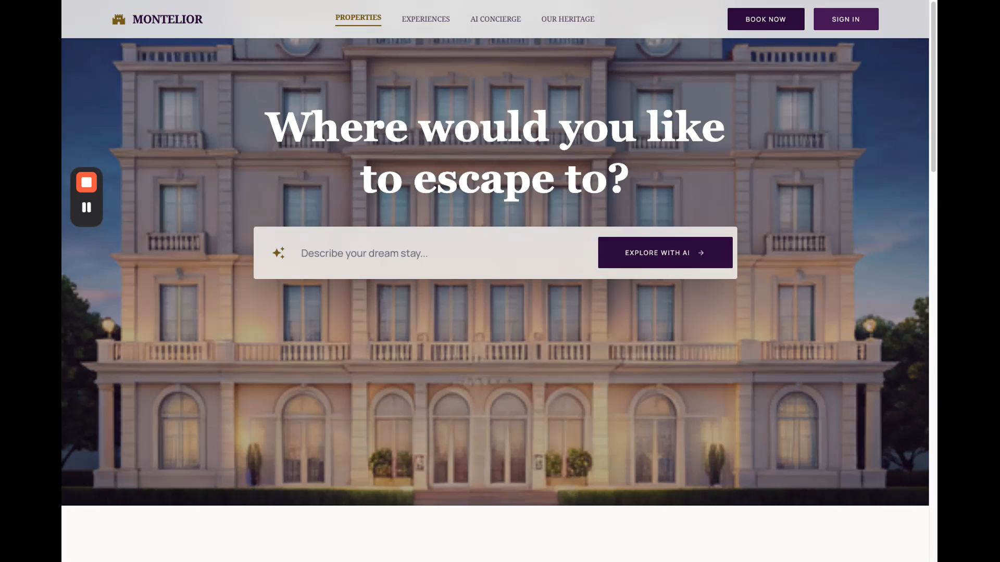 MONTELIOR
PROPERTIES
EXPERIENCES
AI CONCIERGE
OUR HERITAGE
BOOK NOW
SIGN IN
Where would you like
to escape to?
Describe your dream stay...
EXPLORE WITH AI →